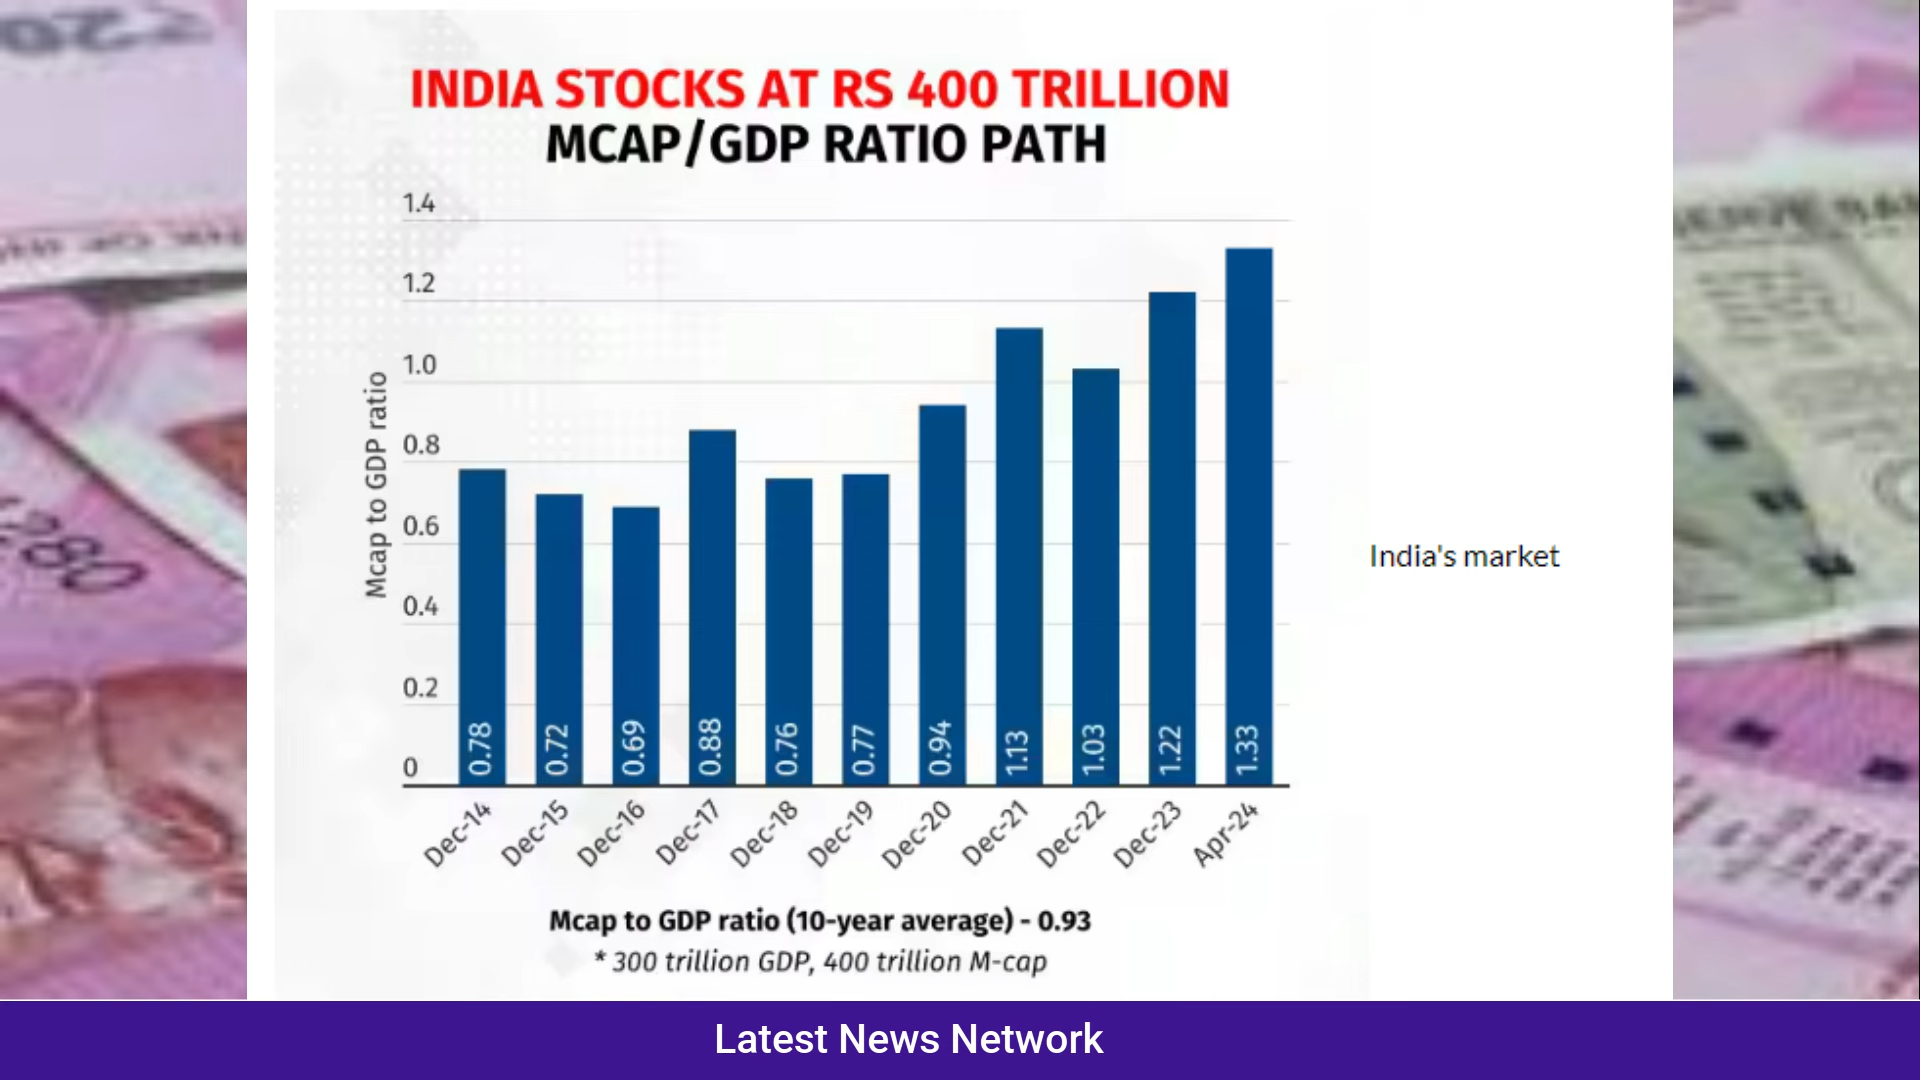 INDIA STOCKS AT RS 400 TRILLION
MCAP/GDP RATIO PATH
Mcap to GDP ratio
1.4
1.2
1.0
0.8
0.6
0.4
0.2
0
0.78
0.72
0.69
0.88
0.76
0.77
0.94
1.13
1.03
1.22
1.33
Dec-14
Dec-15
Dec-16
Dec-17
Dec-18
Dec-19
Dec-20
Dec-21
Dec-22
Dec-23
Apr-24
Mcap to GDP ratio (10-year average) - 0.93
* 300 trillion GDP, 400 trillion M-cap
India's market
Latest News Network